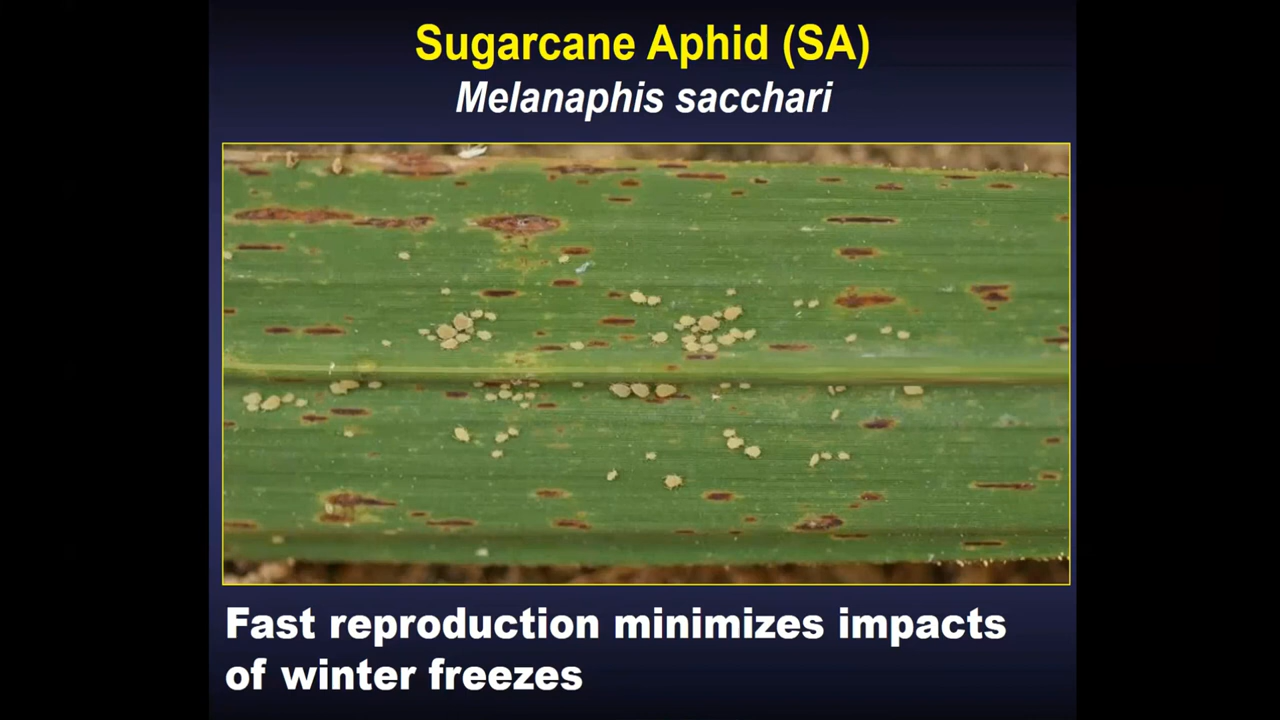 Sugarcane Aphid (SA)
Melanaphis sacchari
Fast reproduction minimizes impacts
of winter freezes